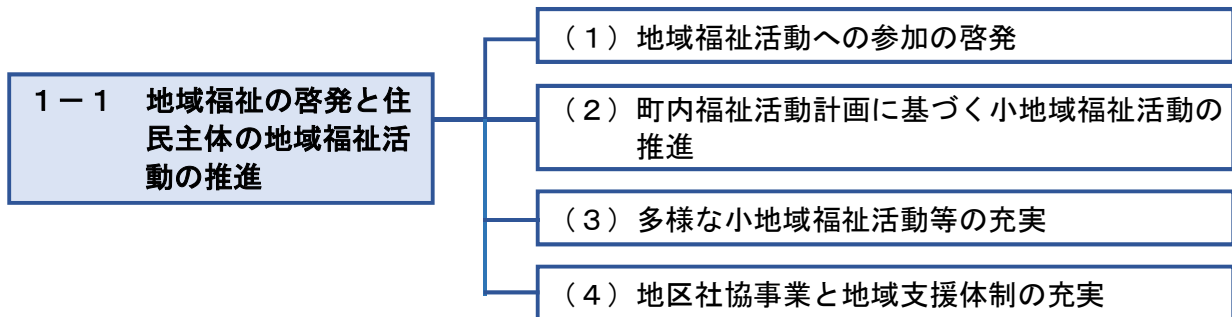 1-1 地域福祉の啓発と住
民主体の地域福祉活
動の推進
(1)地域福祉活動への参加の啓発
(2)町内福祉活動計画に基づく小地域福祉活動の
推進
(3)多様な小地域福祉活動等の充実
(4)地区社協事業と地域支援体制の充実